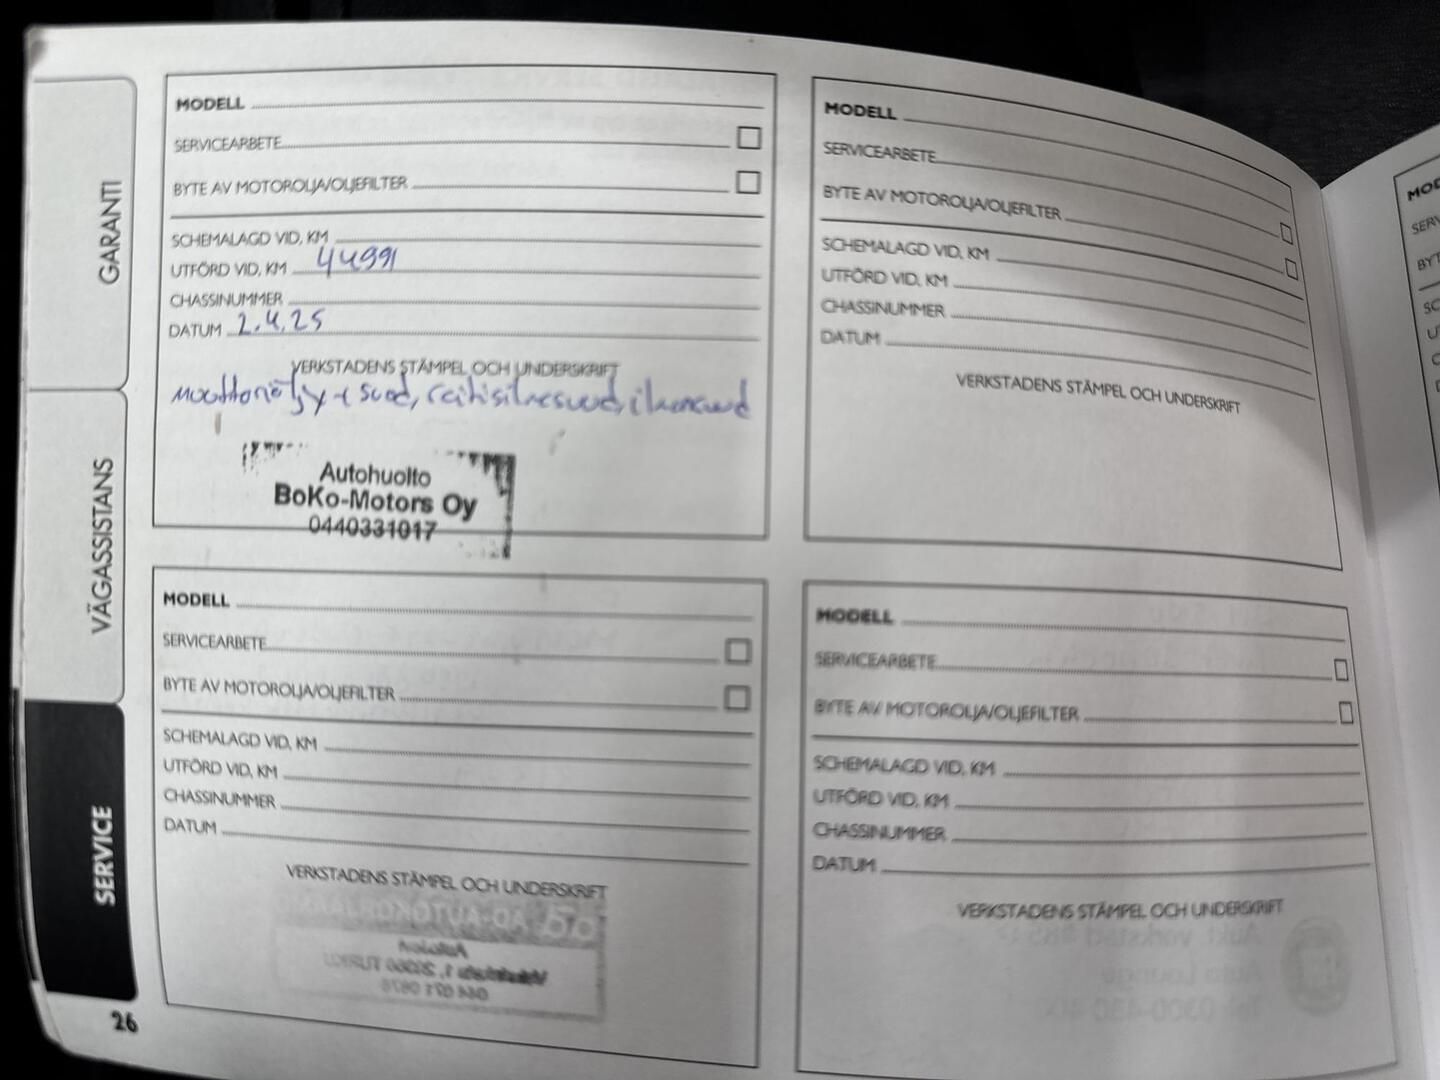 GARANTI
VÄGASSISTANS
SERVICE
MODELL
SERVICEARBETE
BYTE AV MOTOROLJA/OLJEFILTER
SCHEMALAGD VID, KM
UTFÖRD VID, KM 44991
CHASSINUMMER
DATUM 2.4.25
VERKSTADENS STÄMPEL OCH UNDERSKRIFT
Autohuolto
BoKo-Motors Oy
0440331017
MODELL
SERVICEARBETE
BYTE AV MOTOROLJA/OLJEFILTER
SCHEMALAGD VID, KM
UTFÖRD VID, KM
CHASSINUMMER
DATUM
VERKSTADENS STÄMPEL OCH UNDERSKRIFT
MODELL
SERVICEARBETE
BYTE AV MOTOROLJA/OLJEFILTER
SCHEMALAGD VID, KM
UTFÖRD VID, KM
CHASSINUMMER
DATUM
VERKSTADENS STÄMPEL OCH UNDERSKRIFT
MODELL
SERVICEARBETE
BYTE AV MOTOROLJA/OLJEFILTER
SCHEMALAGD VID, KM
UTFÖRD VID, KM
CHASSINUMMER
DATUM
VERKSTADENS STÄMPEL OCH UNDERSKRIFT
26